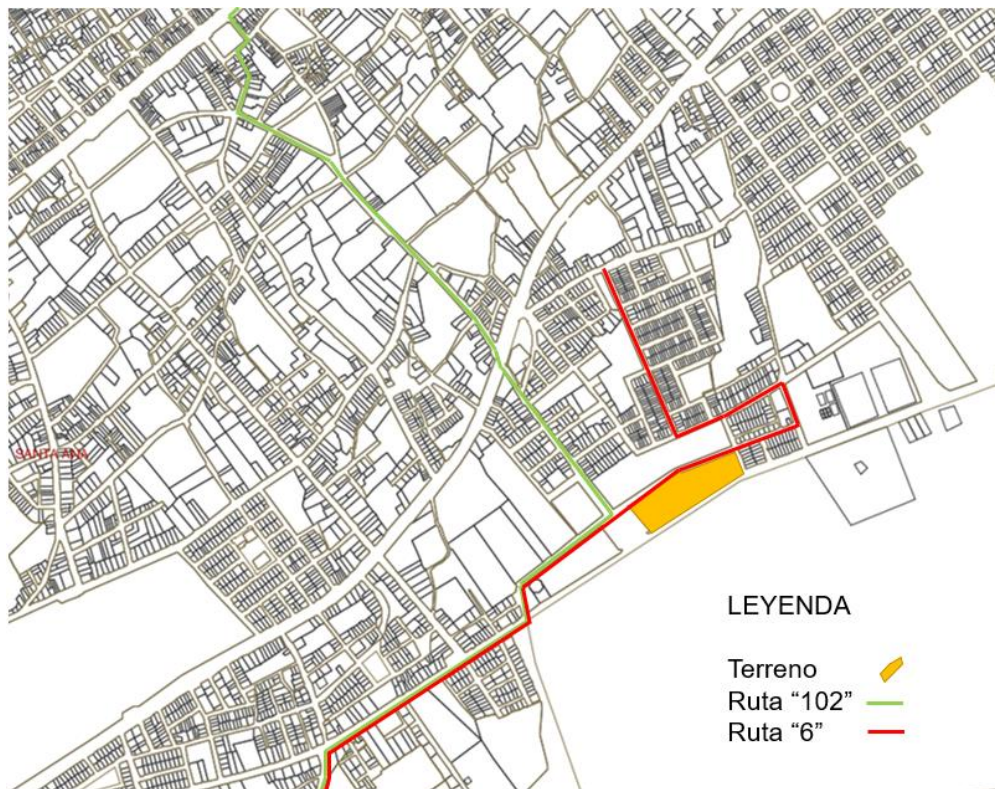 SANTA ANA
LEYENDA
Terreno
Ruta “102”
Ruta “6”